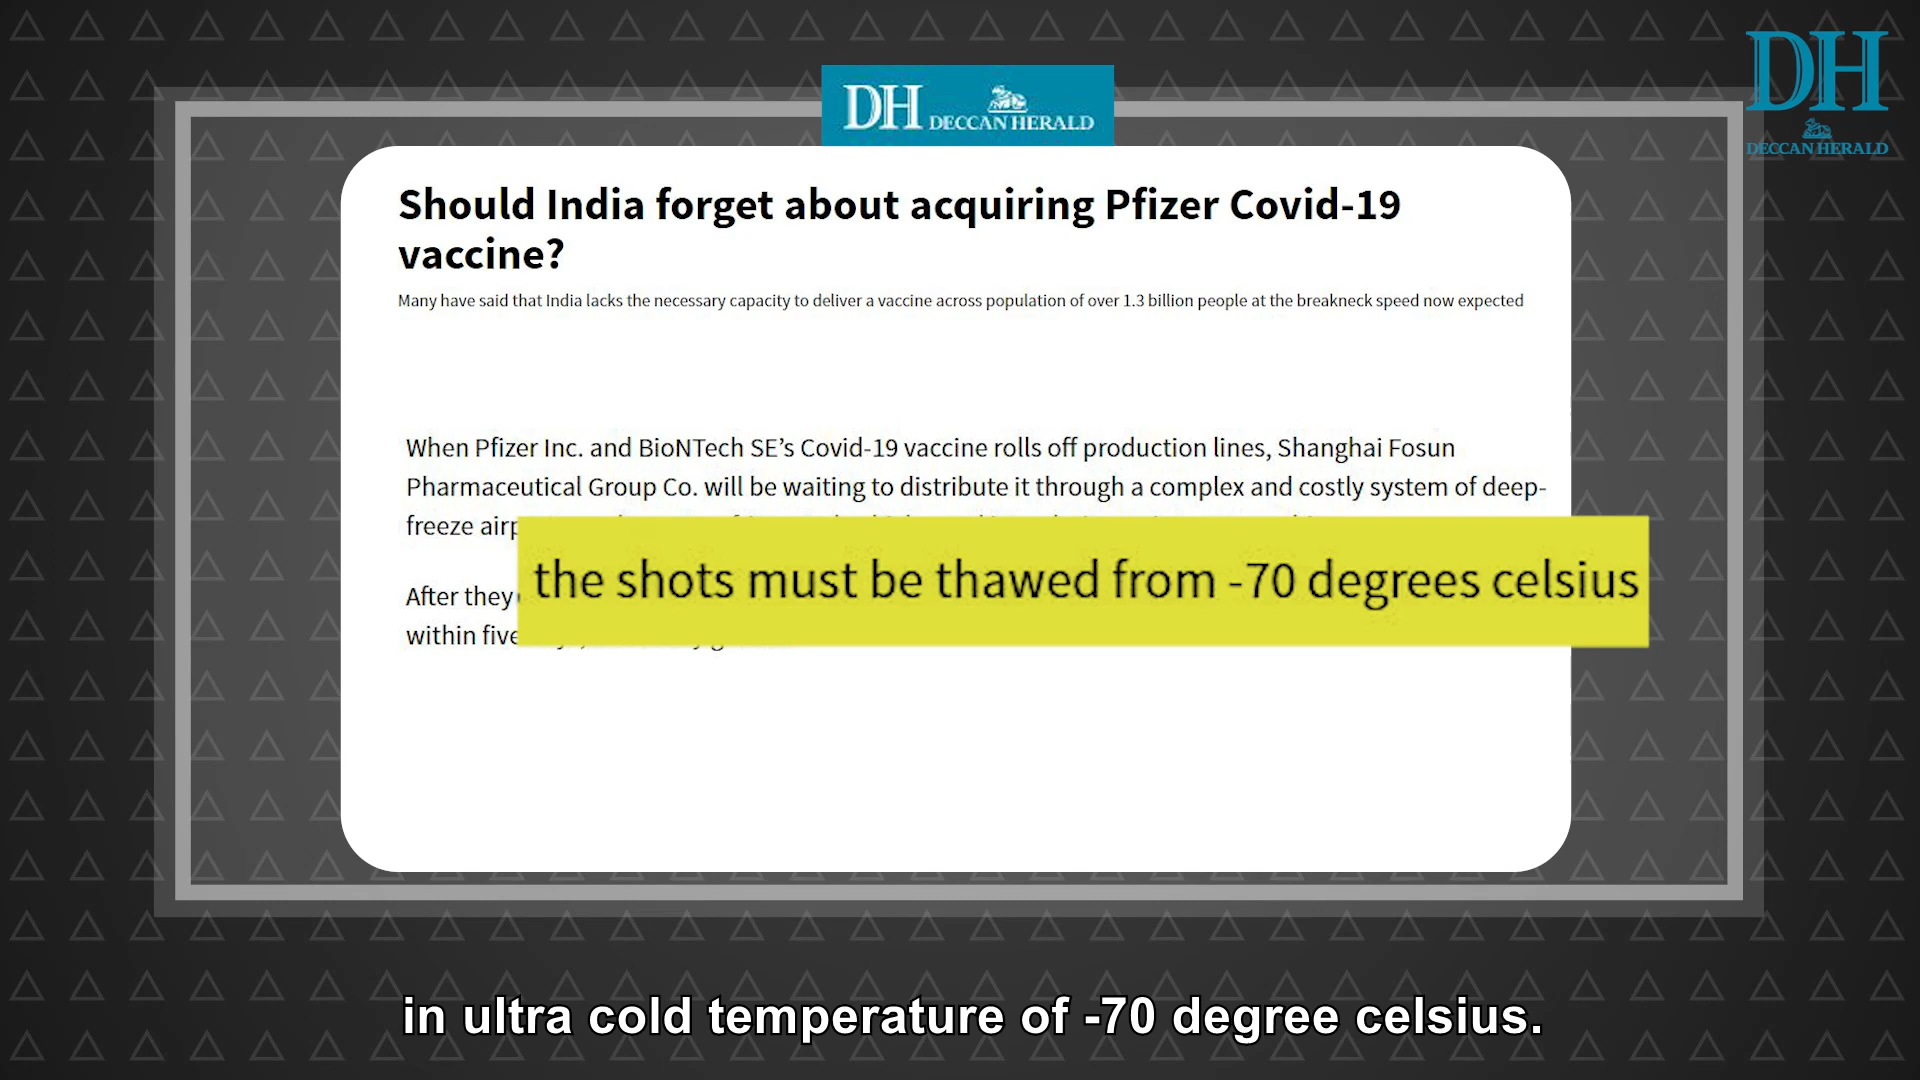 DH DECCAN HERALD
DH
DECCAN HERALD
Should India forget about acquiring Pfizer Covid-19
vaccine?
Many have said that India lacks the necessary capacity to deliver a vaccine across population of over 1.3 billion people at the breakneck speed now expected
When Pfizer Inc. and BioNTech SE’s Covid-19 vaccine rolls off production lines, Shanghai Fosun
Pharmaceutical Group Co. will be waiting to distribute it through a complex and costly system of deep-
freeze
the shots must be thawed from -70 degrees celsius
After they
within five
in ultra cold temperature of -70 degree celsius.